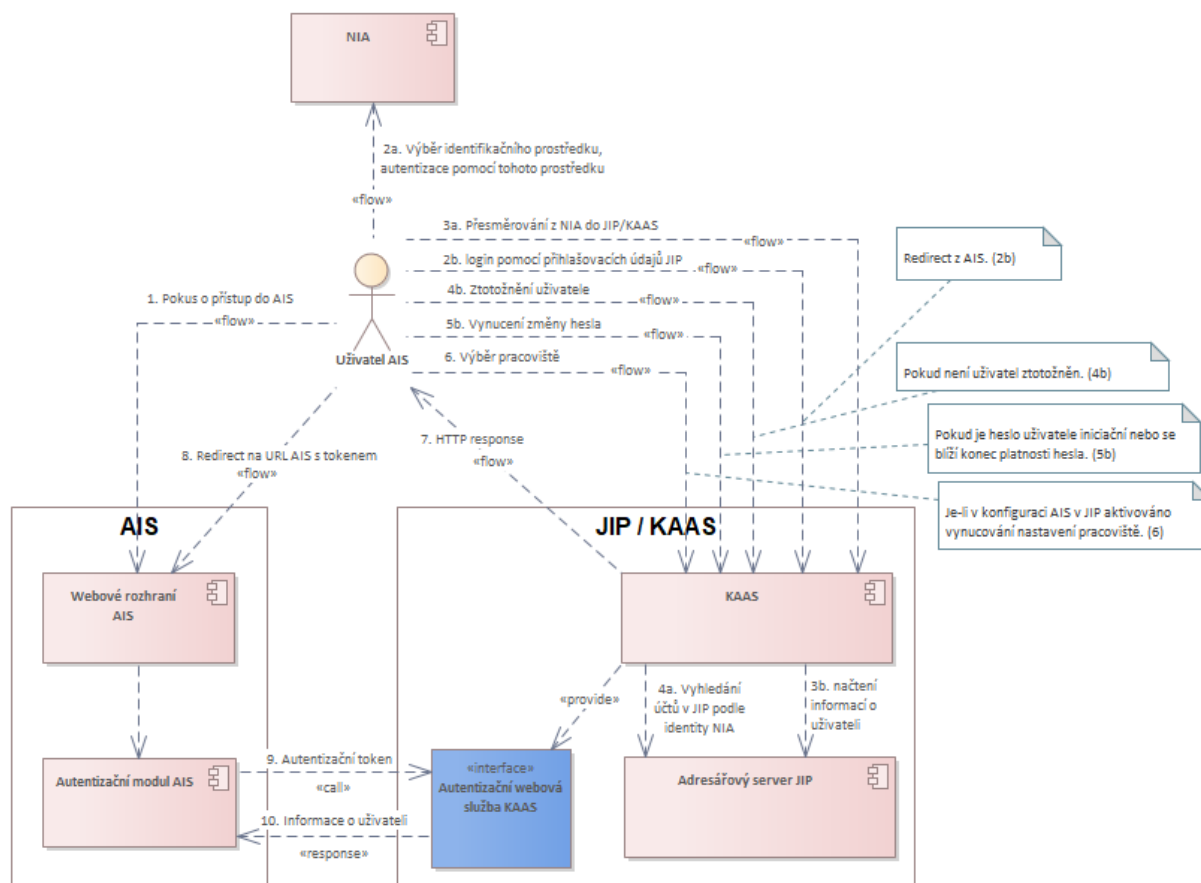 NIA
2a. Výběr identifikačního prostředku,
autentizace pomocí tohoto prostředku
«flow»
3a. Přesměrování z NIA do JIP/KAAS
«flow»
2b. login pomocí přihlašovacích údajů JIP
«flow»
4b. Ztotožnění uživatele
«flow»
5b. Vynucení změny hesla
«flow»
6. Výběr pracoviště
«flow»
1. Pokus o přístup do AIS
«flow»
Uživatel AIS
Redirect z AIS. (2b)
Pokud není uživatel ztotožněn. (4b)
Pokud je heslo uživatele iniciační nebo se
blíží konec platnosti hesla. (5b)
Je-li v konfiguraci AIS v JIP aktivováno
vynucování nastavení pracoviště. (6)
7. HTTP response
«flow»
8. Redirect na URL AIS s tokenem
«flow»
AIS
JIP / KAAS
Webové rozhraní
AIS
KAAS
«provide»
4a. Vyhledání
účtů v JIP podle
identity NIA
3b. načtení
informací o
uživateli
Autentizační modul AIS
9. Autentizační token
«call»
10. Informace o uživateli
«response»
«interface»
Autentizační webová
služba KAAS
Adresářový server JIP